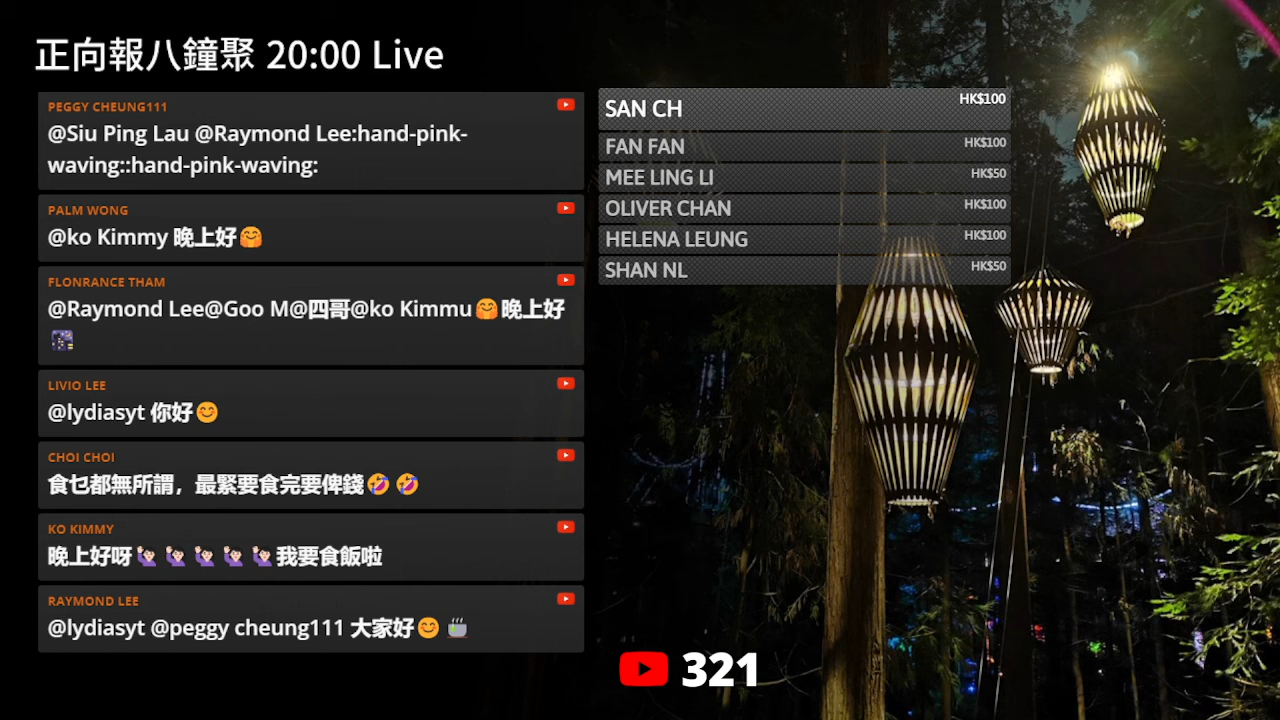 正向報八鐘聚 20:00 Live
PEGGY CHEUNG111
@Siu Ping Lau @Raymond Lee:hand-pink-
waving::hand-pink-waving:
PALM WONG
@ko Kimmy 晚上好🤗
FLONRANCE THAM
@Raymond Lee@Goo M@四哥@ko Kimmu🤗晚上好
🌃
LIVIO LEE
@lydiasyt 你好😊
CHOI CHOI
食乜都無所謂，最緊要食完要俾錢🤣🤣
KO KIMMY
晚上好呀🙋🏻‍♀️🙋🏻‍♀️🙋🏻‍♀️🙋🏻‍♀️🙋🏻‍♀️我要食飯啦
RAYMOND LEE
@lydiasyt @peggy cheung111 大家好😊🍵
SAN CH HK$100
FAN FAN HK$100
MEE LING LI HK$50
OLIVER CHAN HK$100
HELENA LEUNG HK$100
SHAN NL HK$50
321